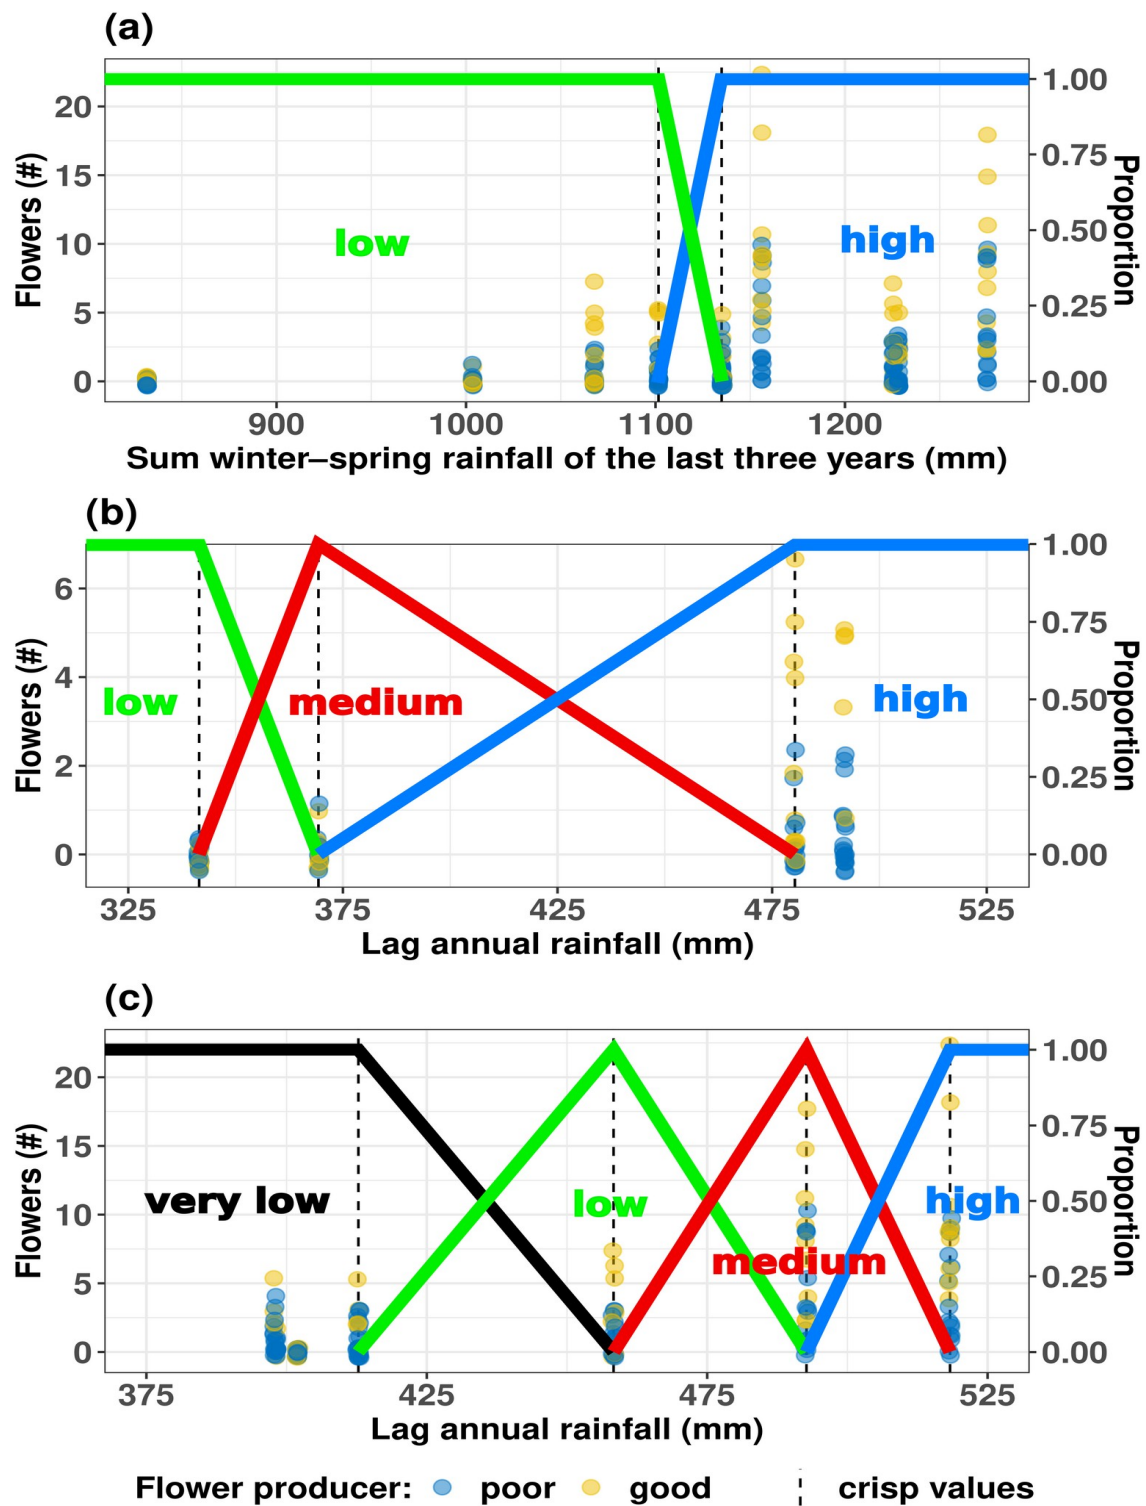 (a)
20
15
10
5
0
Flowers (#)
1.00
0.75
0.50
0.25
0.00
Proportion
low
high
900 1000 1100 1200
Sum winter–spring rainfall of the last three years (mm)
(b)
6
4
2
0
Flowers (#)
1.00
0.75
0.50
0.25
0.00
Proportion
low medium high
325 375 425 475 525
Lag annual rainfall (mm)
(c)
20
15
10
5
0
Flowers (#)
1.00
0.75
0.50
0.25
0.00
Proportion
very low low high
medium
375 425 475 525
Lag annual rainfall (mm)
Flower producer: poor good crisp values